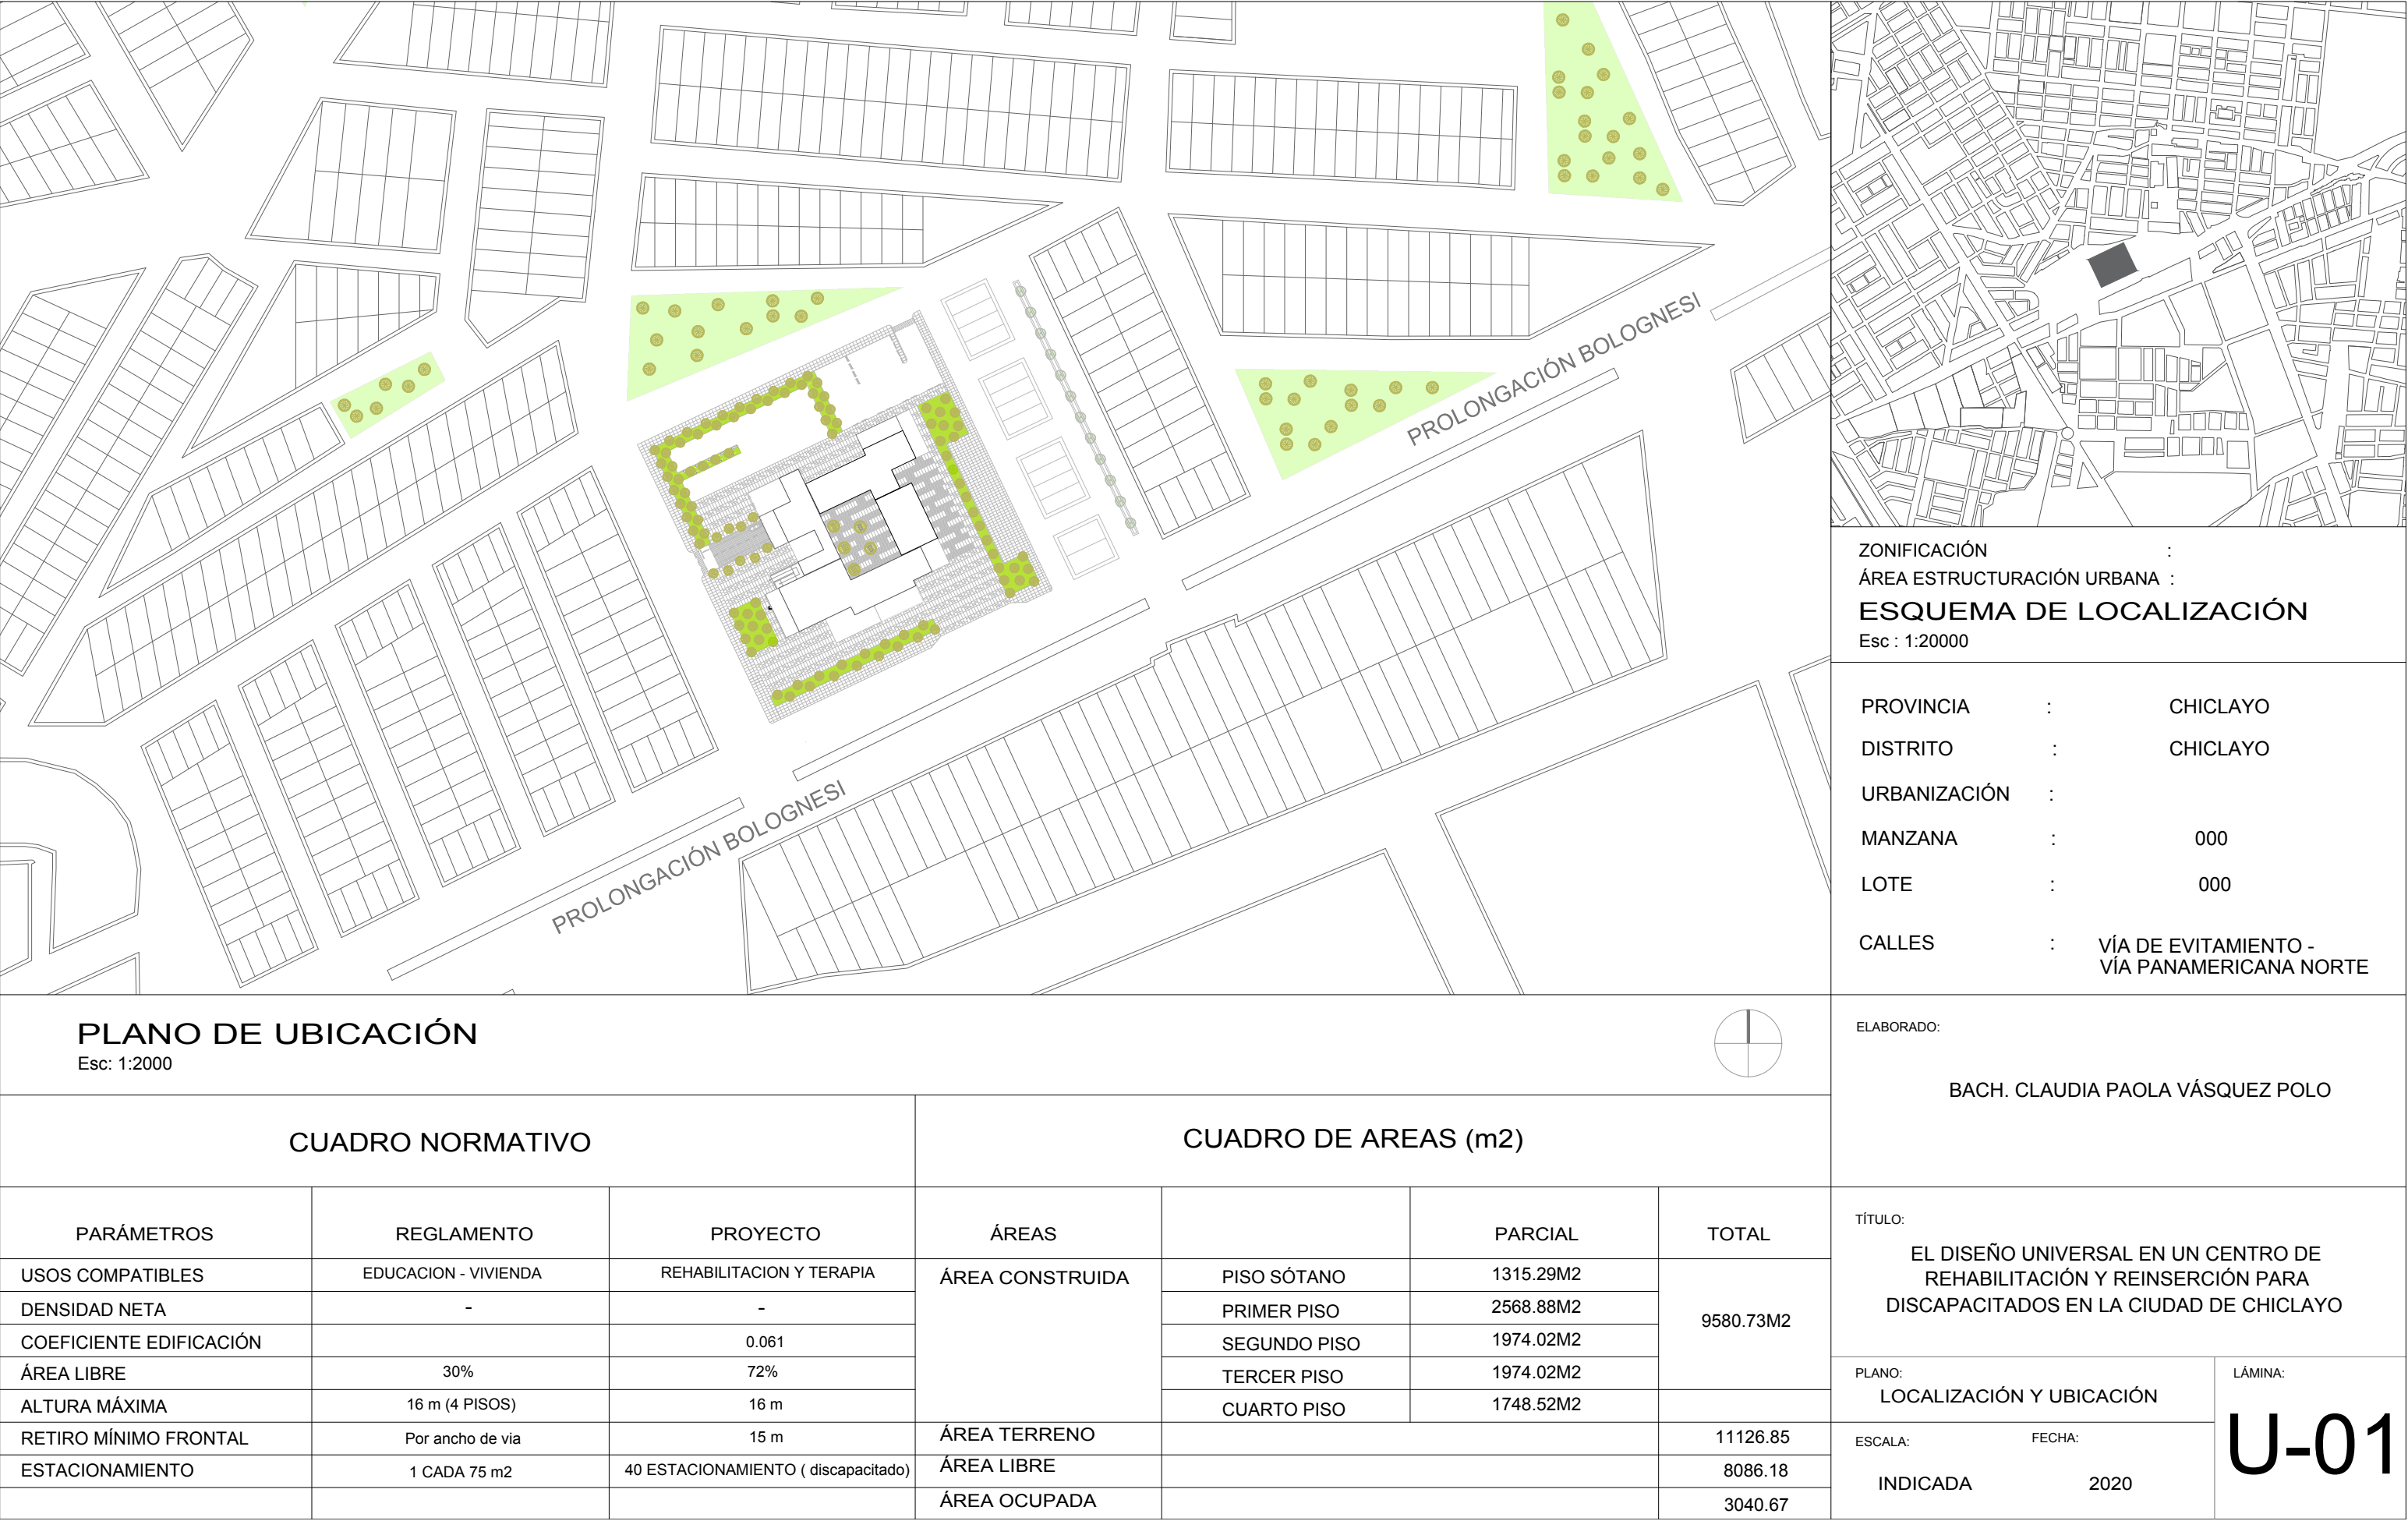 PROLONGACIÓN BOLOGNESI
PROLONGACIÓN BOLOGNESI
ZONIFICACIÓN :
ÁREA ESTRUCTURACIÓN URBANA :
ESQUEMA DE LOCALIZACIÓN
Esc : 1:20000
PROVINCIA : CHICLAYO
DISTRITO : CHICLAYO
URBANIZACIÓN :
MANZANA : 000
LOTE : 000
CALLES : VÍA DE EVITAMIENTO -
VÍA PANAMERICANA NORTE
PLANO DE UBICACIÓN
Esc: 1:2000
ELABORADO:
BACH. CLAUDIA PAOLA VÁSQUEZ POLO
CUADRO NORMATIVO
PARÁMETROS REGLAMENTO PROYECTO
USOS COMPATIBLES EDUCACION - VIVIENDA REHABILITACION Y TERAPIA
DENSIDAD NETA - -
COEFICIENTE EDIFICACIÓN 0.061
ÁREA LIBRE 30% 72%
ALTURA MÁXIMA 16 m (4 PISOS) 16 m
RETIRO MÍNIMO FRONTAL Por ancho de via 15 m
ESTACIONAMIENTO 1 CADA 75 m2 40 ESTACIONAMIENTO ( discapacitado)
CUADRO DE AREAS (m2)
ÁREAS PARCIAL TOTAL
ÁREA CONSTRUIDA PISO SÓTANO 1315.29M2
PRIMER PISO 2568.88M2
9580.73M2
SEGUNDO PISO 1974.02M2
TERCER PISO 1974.02M2
CUARTO PISO 1748.52M2
ÁREA TERRENO 11126.85
ÁREA LIBRE 8086.18
ÁREA OCUPADA 3040.67
TÍTULO:
EL DISEÑO UNIVERSAL EN UN CENTRO DE
REHABILITACIÓN Y REINSERCIÓN PARA
DISCAPACITADOS EN LA CIUDAD DE CHICLAYO
PLANO:
LOCALIZACIÓN Y UBICACIÓN
LÁMINA:
U-01
ESCALA: FECHA:
INDICADA 2020